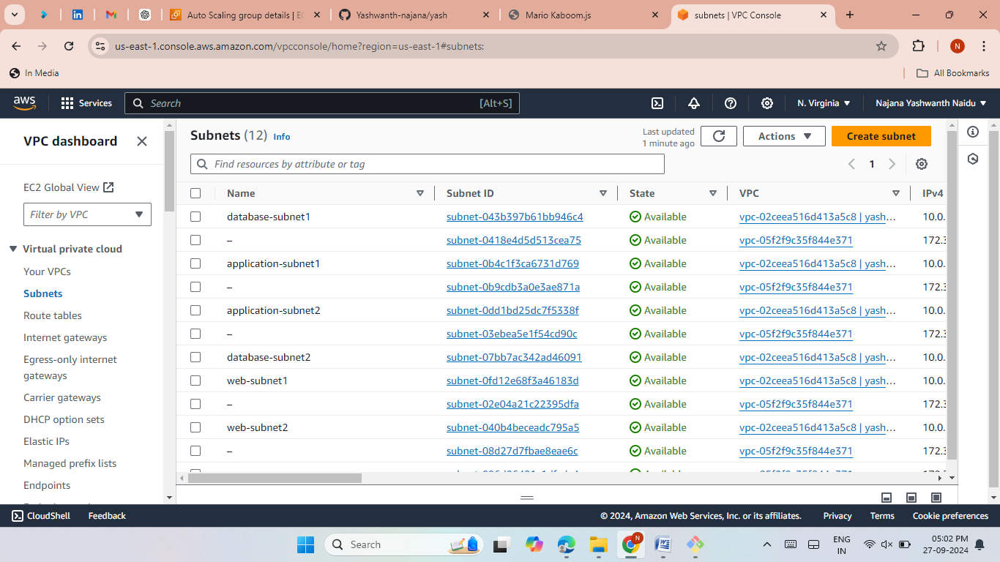 Auto Scaling group details | EC
Yashwanth-najana/yash
Mario Kaboom.js
subnets | VPC Console
us-east-1.console.aws.amazon.com/vpcconsole/home?region=us-east-1#subnets:
N
In Media
All Bookmarks
aws
Services
Search
[Alt+S]
N. Virginia
Najana Yashwanth Naidu
VPC dashboard
EC2 Global View
Filter by VPC
Virtual private cloud
Your VPCs
Subnets
Route tables
Internet gateways
Egress-only internet
gateways
Carrier gateways
DHCP option sets
Elastic IPs
Managed prefix lists
Endpoints
Subnets (12) Info
Last updated
1 minute ago
Actions
Create subnet
Find resources by attribute or tag
1
Name Subnet ID State VPC IPv4
database-subnet1 subnet-043b397b61bb946c4 Available vpc-02ceea516d413a5c8 | yash… 10.0.
– subnet-0418e4d5d513cea75 Available vpc-05f2f9c35f844e371 172.3
application-subnet1 subnet-0b4c1f3ca6731d769 Available vpc-02ceea516d413a5c8 | yash… 10.0.
– subnet-0b9cdb3a0e3ae871a Available vpc-05f2f9c35f844e371 172.3
application-subnet2 subnet-0dd1bd25dc7f5338f Available vpc-02ceea516d413a5c8 | yash… 10.0.
– subnet-03ebea5e1f54cd90c Available vpc-05f2f9c35f844e371 172.3
database-subnet2 subnet-07bb7ac342ad46091 Available vpc-02ceea516d413a5c8 | yash… 10.0.
web-subnet1 subnet-0fd12e68f3a46183d Available vpc-02ceea516d413a5c8 | yash… 10.0.
– subnet-02e04a21c22395dfa Available vpc-05f2f9c35f844e371 172.3
web-subnet2 subnet-040b4beceadc795a5 Available vpc-02ceea516d413a5c8 | yash… 10.0.
– subnet-08d27d7fbae8eae6c Available vpc-05f2f9c35f844e371 172.3
CloudShell
Feedback
© 2024, Amazon Web Services, Inc. or its affiliates.
Privacy
Terms
Cookie preferences
Search
N
ENG
IN
05:02 PM
27-09-2024